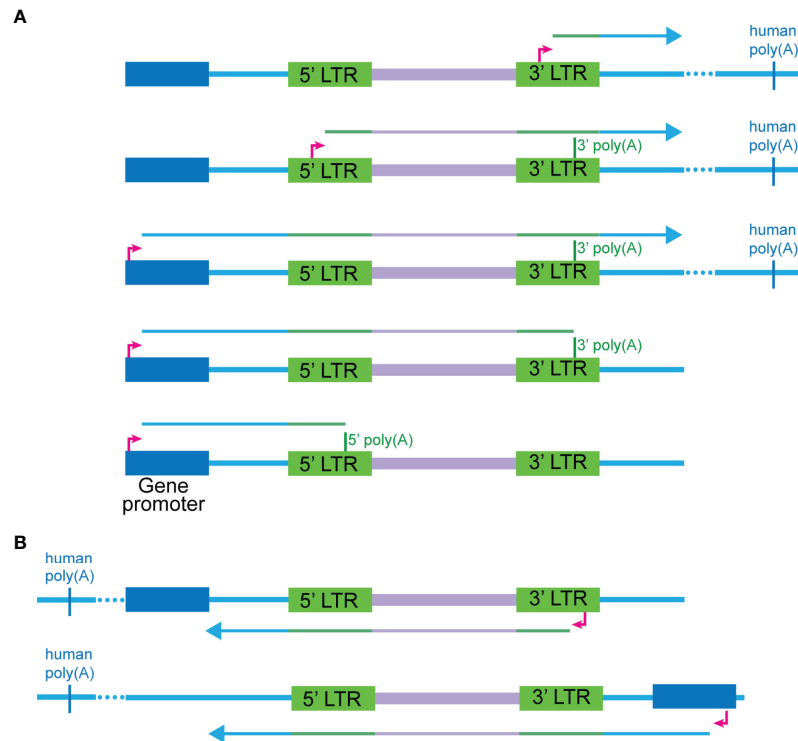 A
human
poly(A)
5’ LTR
3’ LTR
human
poly(A)
3’ poly(A)
5’ LTR
3’ LTR
human
poly(A)
3’ poly(A)
5’ LTR
3’ LTR
3’ poly(A)
5’ LTR
3’ LTR
5’ poly(A)
5’ LTR
3’ LTR
Gene
promoter
B
human
poly(A)
5’ LTR
3’ LTR
human
poly(A)
5’ LTR
3’ LTR